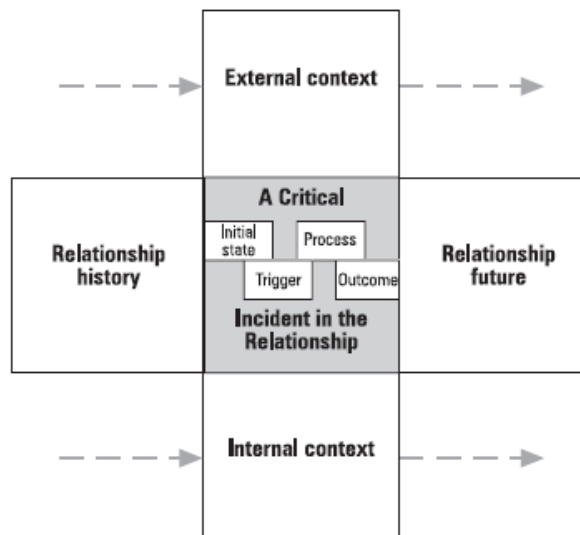 External context
A Critical
Initial
state
Process
Relationship
history
Relationship
future
Trigger
Outcome
Incident in the
Relationship
Internal context